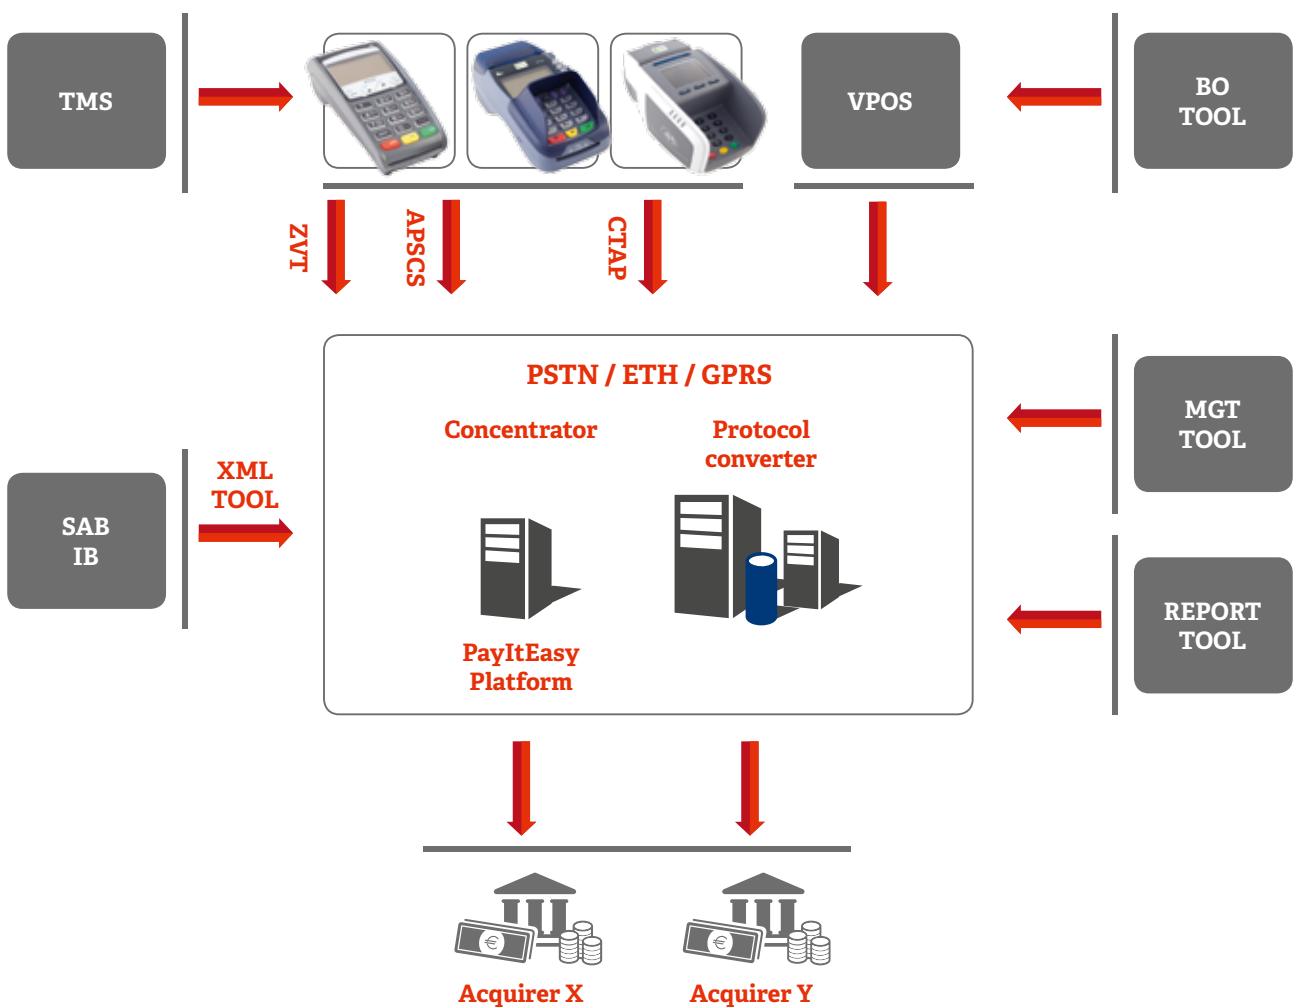 TMS
VPOS
BO
TOOL
ZVT
APSCS
CTAP
PSTN / ETH / GPRS
Concentrator
Protocol
converter
MGT
TOOL
XML
TOOL
SAB
IB
REPORT
TOOL
PayItEasy
Platform
€
€
Acquirer X
Acquirer Y